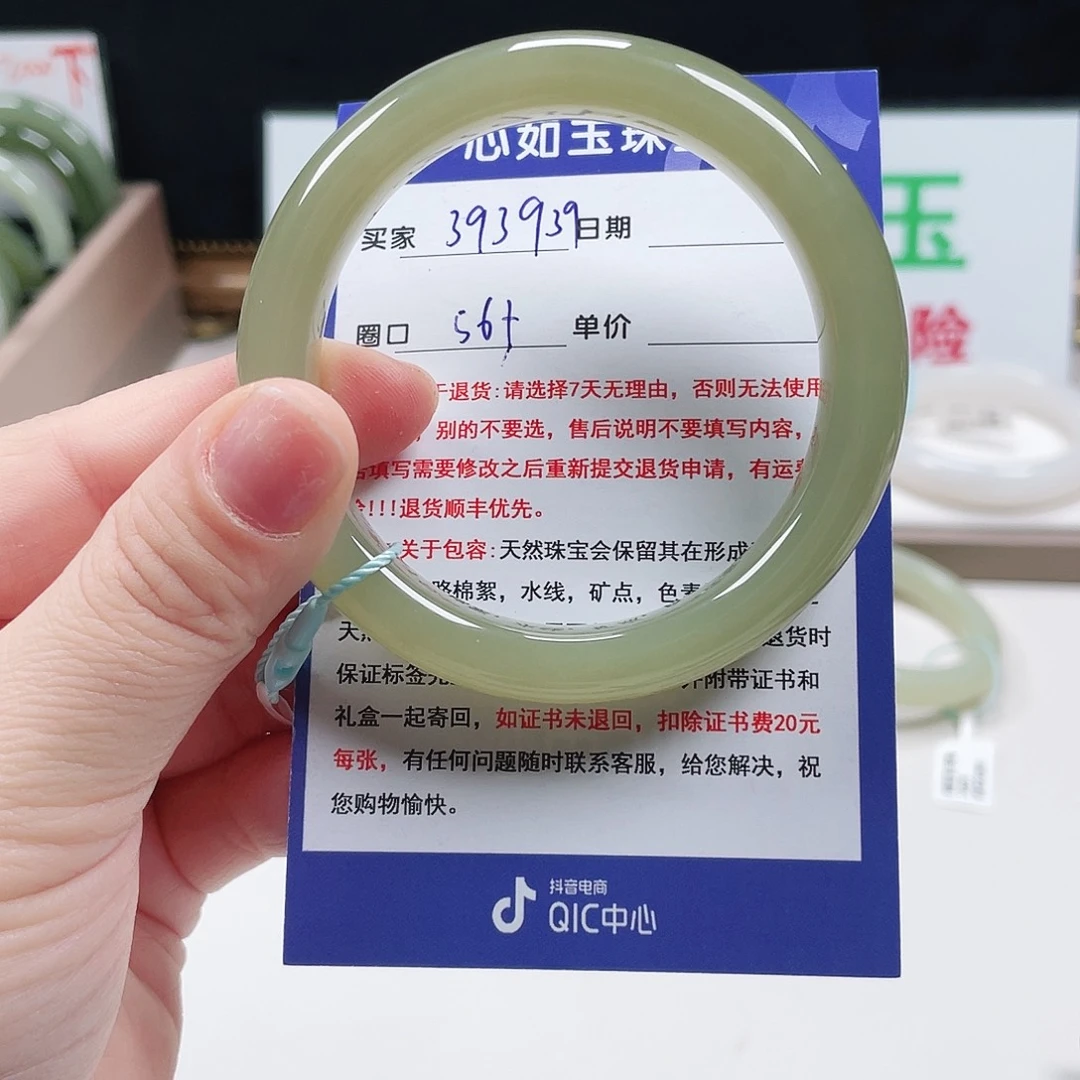 下
心如玉珠
买家 393939 日期
圈口 56+ 单价
退货:请选择7天无理由，否则无法使用
，别的不要选，售后说明不要填写内容，
填写需要修改之后重新提交退货申请，有运
!!!退货顺丰优先。
关于包容:天然珠宝会保留其在形成
棉絮，水线，矿点，色
天 退货时
保证标签 附带证书和
礼盒一起寄回，如证书未退回，扣除证书费20元
每张，有任何问题随时联系客服，给您解决，祝
您购物愉快。
抖音电商
QIC中心
玉
险